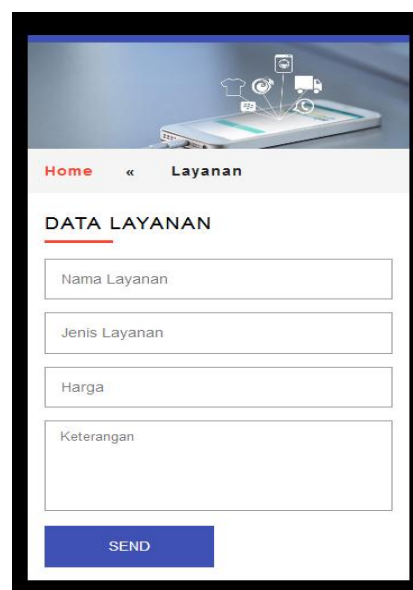 Home « Layanan
DATA LAYANAN
Nama Layanan
Jenis Layanan
Harga
Keterangan
SEND